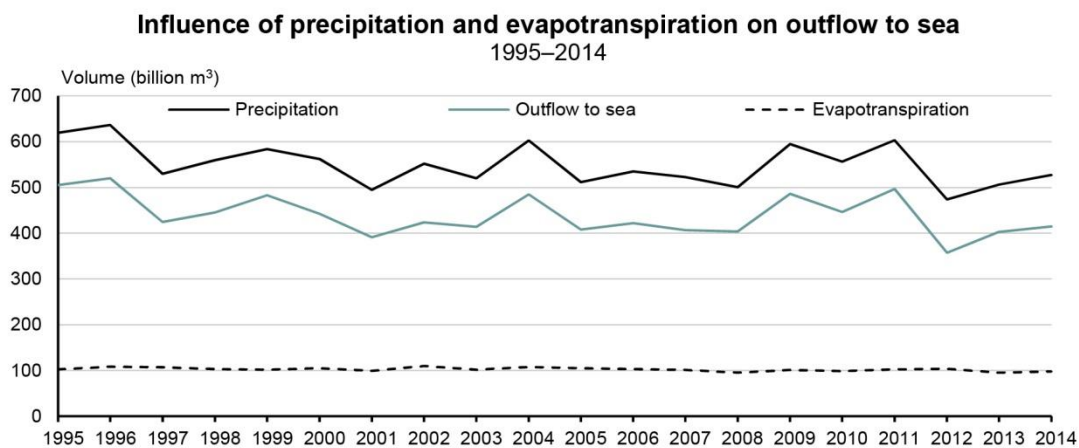 Influence of precipitation and evapotranspiration on outflow to sea
1995–2014
Volume (billion m³)
700
Precipitation Outflow to sea Evapotranspiration
600
500
400
300
200
100
0
1995 1996 1997 1998 1999 2000 2001 2002 2003 2004 2005 2006 2007 2008 2009 2010 2011 2012 2013 2014